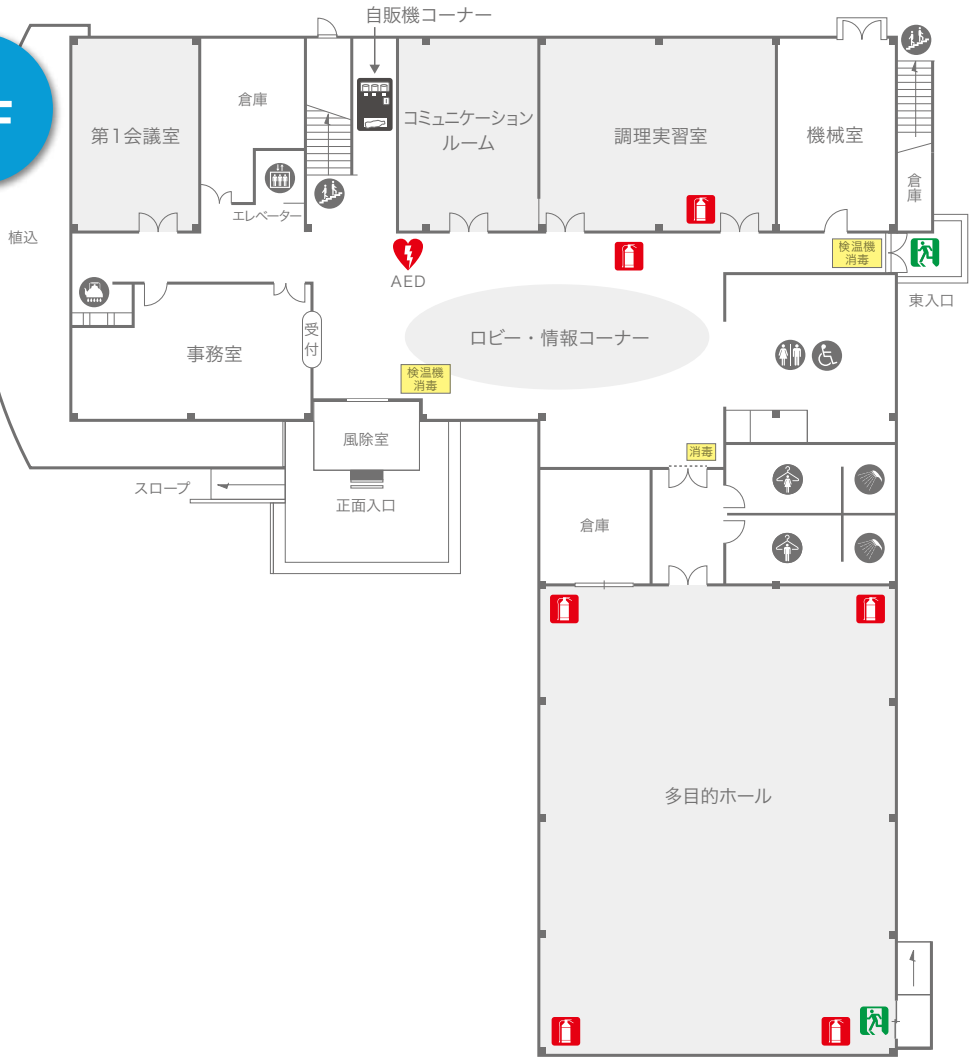 自販機コーナー
倉庫
第1会議室
コミュニケーション
ルーム
調理実習室
機械室
倉庫
エレベーター
植込
検温機
消毒
AED
東入口
受付
ロビー・情報コーナー
事務室
検温機
消毒
風除室
消毒
スロープ
正面入口
倉庫
多目的ホール